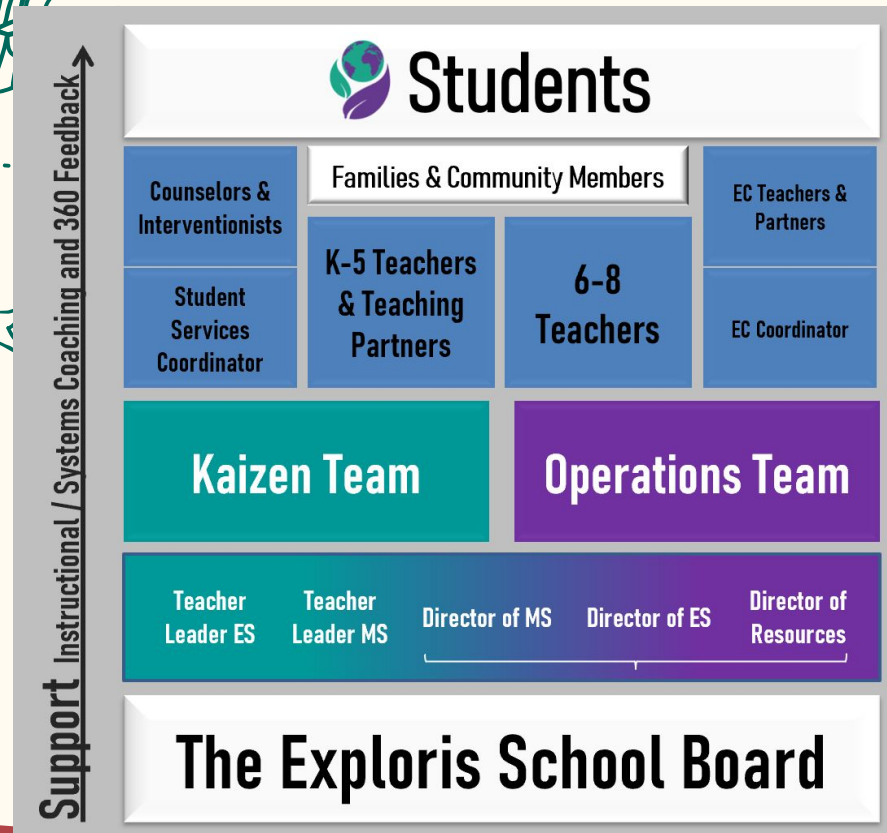 Students
Families & Community Members
Counselors &
Interventionists
EC Teachers &
Partners
K-5 Teachers
& Teaching
Partners
6-8
Teachers
Student
Services
Coordinator
EC Coordinator
Kaizen Team
Operations Team
Teacher
Leader ES
Teacher
Leader MS
Director of MS
Director of ES
Director of
Resources
The Exploris School Board
Support Instructional / Systems Coaching and 360 Feedback